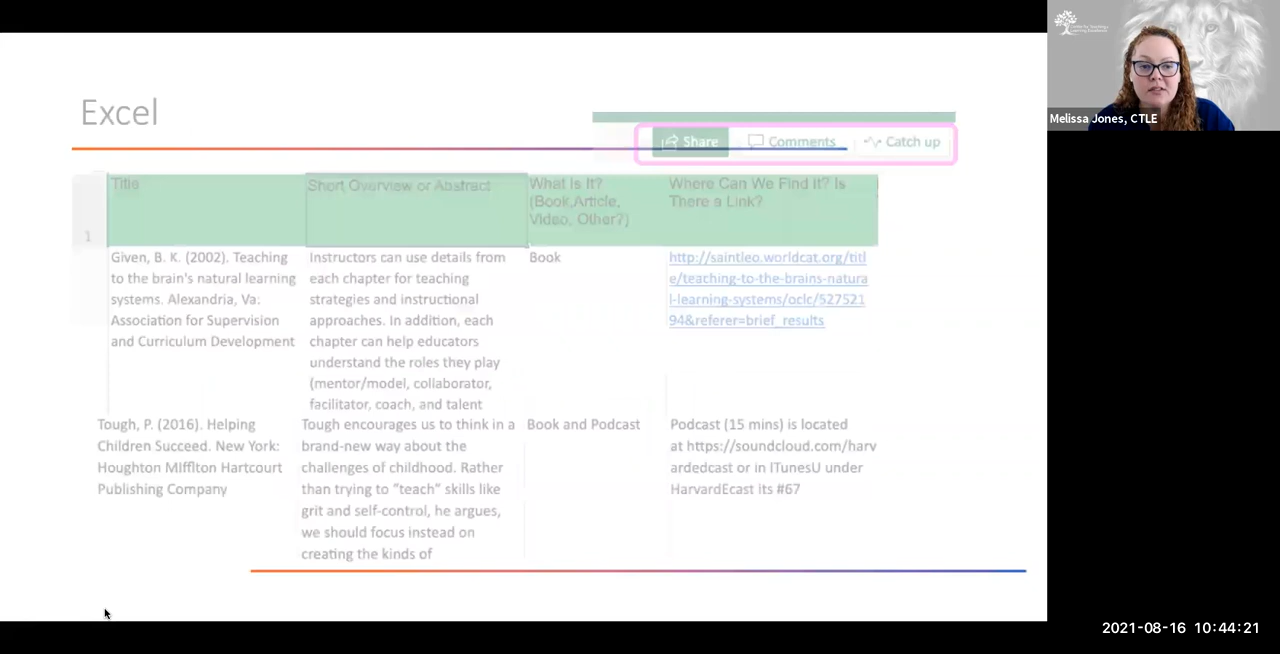 Excel
Share
Comments
Catch up
Title
Short Overview or Abstract
What Is It?
(Book,Article,
Video, Other?)
Where Can We Find It? Is
There a Link?
1
Given, B. K. (2002). Teaching
to the brain's natural learning
systems. Alexandria, Va:
Association for Supervision
and Curriculum Development
Instructors can use details from
each chapter for teaching
strategies and instructional
approaches. In addition, each
chapter can help educators
understand the roles they play
(mentor/model, collaborator,
facilitator, coach, and talent
Book
http://saintleo.worldcat.org/titl
e/teaching-to-the-brains-natura
l-learning-systems/oclc/527521
94&referer=brief_results
Tough, P. (2016). Helping
Children Succeed. New York:
Houghton MIfflton Hartcourt
Publishing Company
Tough encourages us to think in a
brand-new way about the
challenges of childhood. Rather
than trying to “teach” skills like
grit and self-control, he argues,
we should focus instead on
creating the kinds of
Book and Podcast
Podcast (15 mins) is located
at https://soundcloud.com/harv
ardedcast or in ITunesU under
HarvardEcast its #67
Melissa Jones, CTLE
2021-08-16 10:44:21